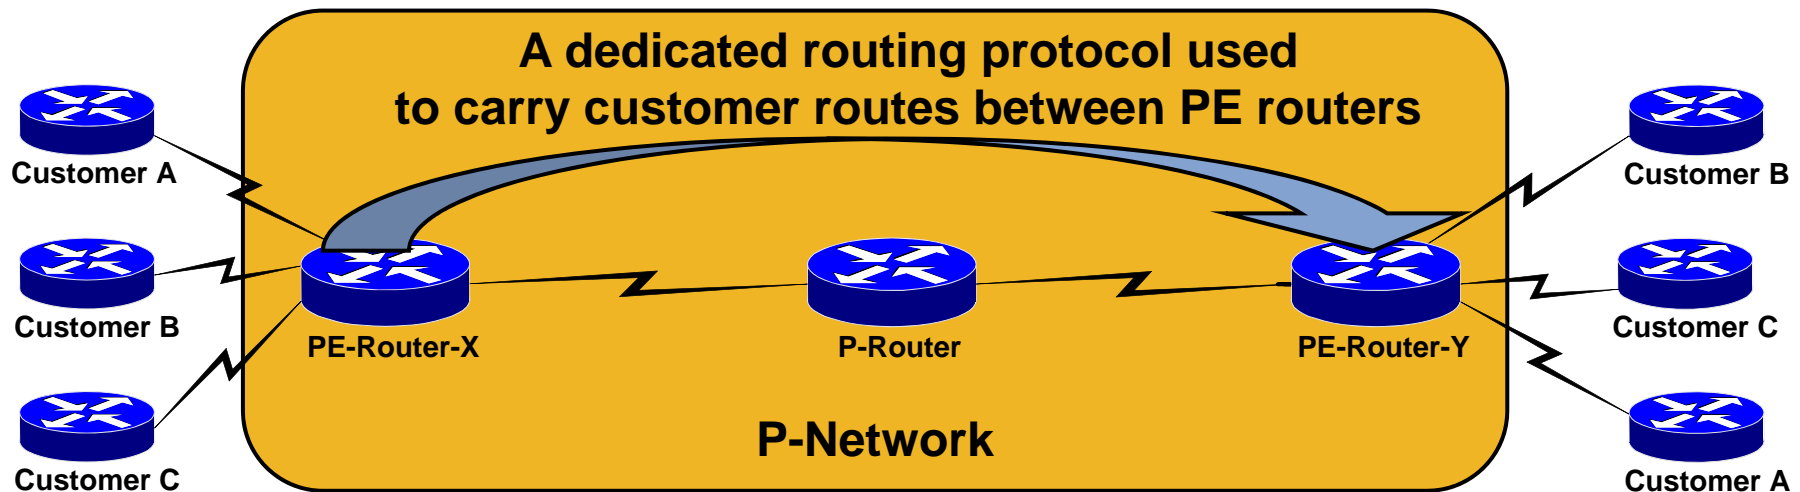 A dedicated routing protocol used
to carry customer routes between PE routers
Customer A
Customer B
Customer C
PE-Router-X
P-Router
PE-Router-Y
P-Network
Customer B
Customer C
Customer A